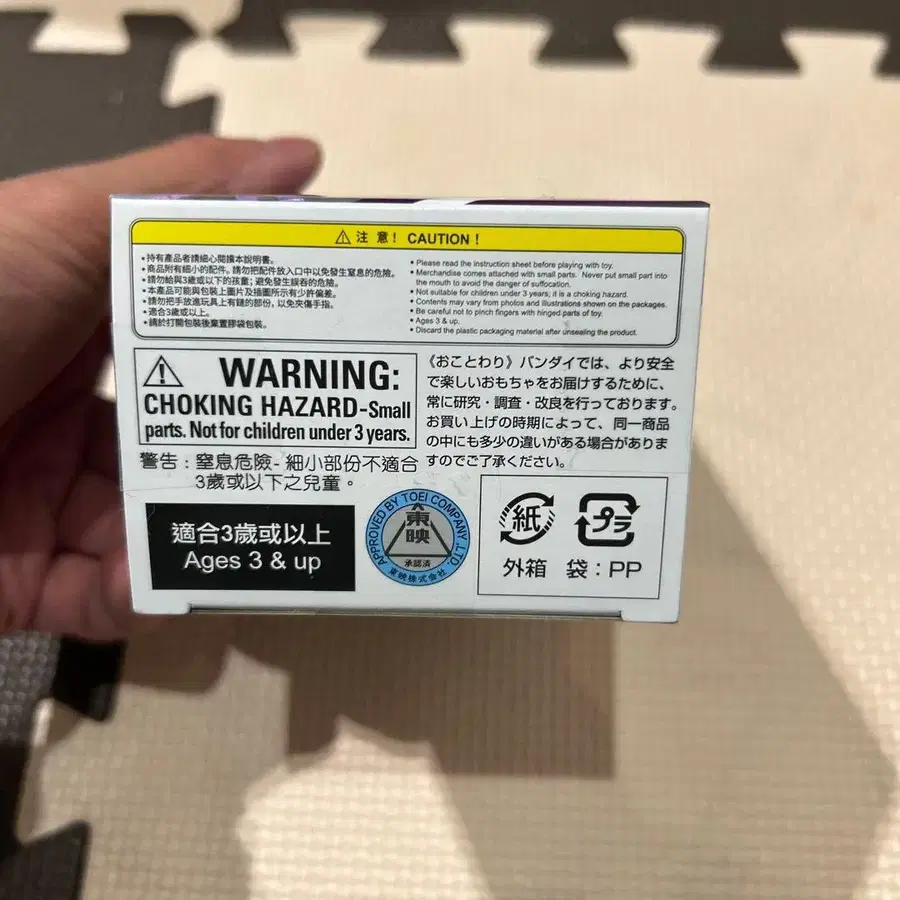 ⚠ 注 意! CAUTION!
・持有產品者請細心閱讀本說明書。
・商品附有細小的配件。請勿把配件放入口中以免發生窒息的危險。
・請勿給與3歲或以下的孩童;避免發生誤吞的危險。
・本產品可能與包裝上圖片及插圖所示有少許偏差。
・請勿把手放進玩具上有鏈的部份,以免夾傷手指。
・適合3歲或以上。
・請於打開包裝後棄置膠袋包裝。
• Please read the instruction sheet before playing with toy.
• Merchandise comes attached with small parts. Never put small part into
the mouth to avoid the danger of suffocation.
• Not suitable for children under 3 years; it is a choking hazard.
• Contents may vary from photos and illustrations shown on the packages.
• Be careful not to pinch fingers with hinged parts of toy.
• Ages 3 & up.
• Discard the plastic packaging material after unsealing the product.
⚠ WARNING:
CHOKING HAZARD-Small
parts. Not for children under 3 years.
警告:窒息危險-細小部份不適合
3歲或以下之兒童。
《おことわり》バンダイでは、より安全
で楽しいおもちゃをお届けするために、
常に研究・調査・改良を行っております。
お買い上げの時期によって、同一商品
の中にも多少の違いがある場合がありま
すのでご了承ください。
適合3歲或以上
Ages 3 & up
APPROVED BY TOEI COMPANY,LTD.
東映
承認済
東映株式会社
紙
プラ
外箱 袋:PP